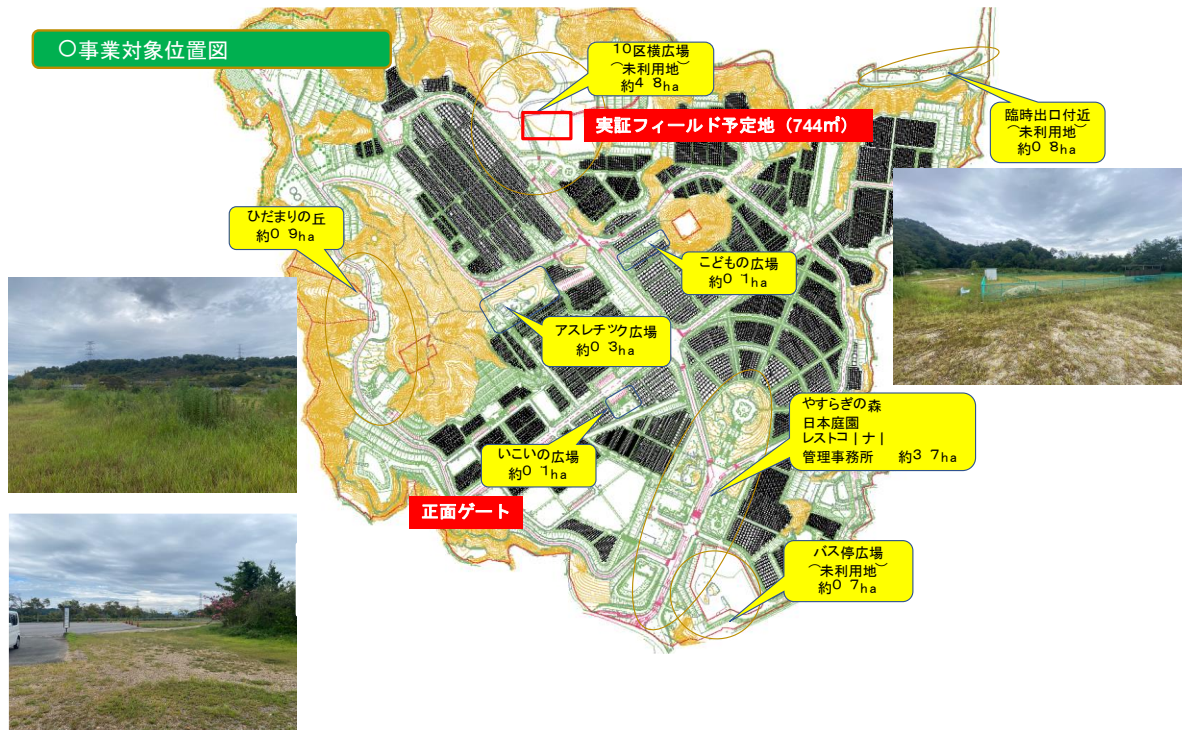 〇事業対象位置図
10区横広場
（未利用地）
約4.8ha
実証フィールド予定地（744㎡）
臨時出口付近
（未利用地）
約0.8ha
ひだまりの丘
約0.9ha
こどもの広場
約0.1ha
アスレチック広場
約0.3ha
やすらぎの森
日本庭園
レストコーナー
管理事務所　約3.7ha
いこいの広場
約0.1ha
正面ゲート
バス停広場
（未利用地）
約0.7ha